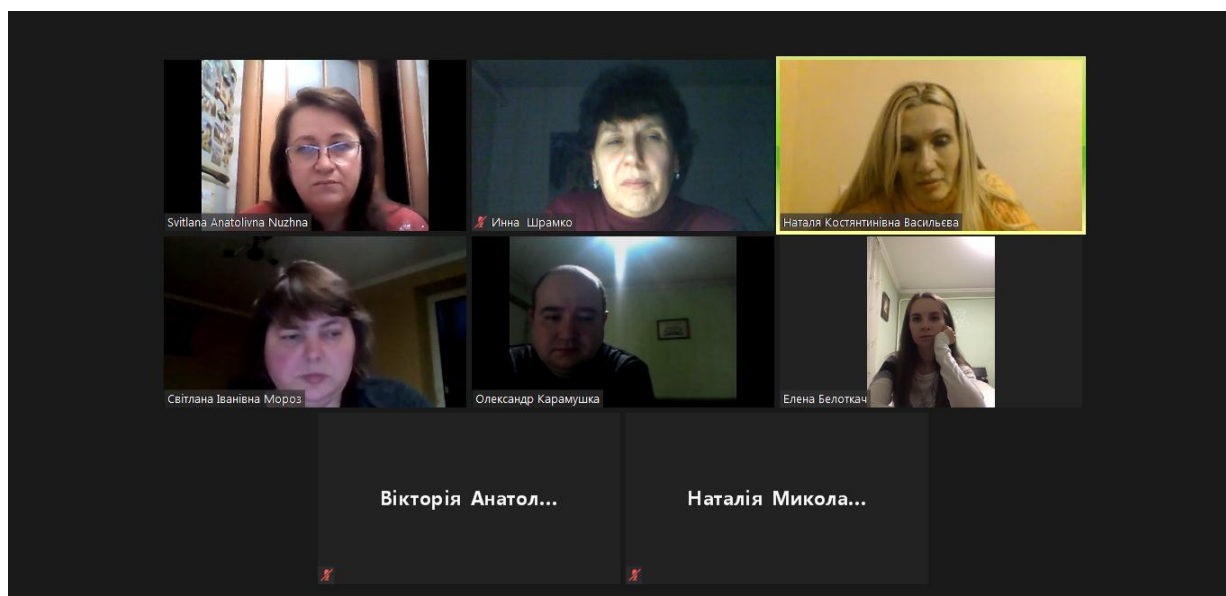 Svitlana Anatolivna Nuzhna
Инна Шрамко
Наталя Костянтинівна Васильєва
Світлана Іванівна Мороз
Олександр Карамушка
Елена Белоткач
Вікторія Анатол...
Наталія Микола...